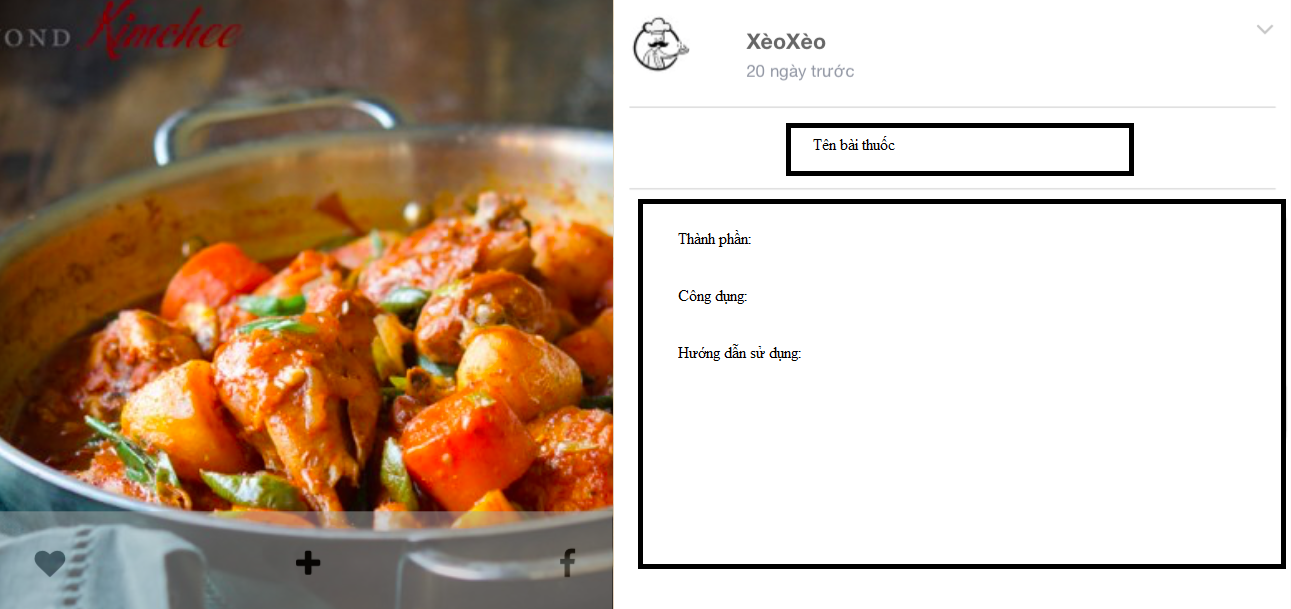 OND Kimchee
XèoXèo
20 ngày trước
Tên bài thuốc
Thành phần:
Công dụng:
Hướng dẫn sử dụng: